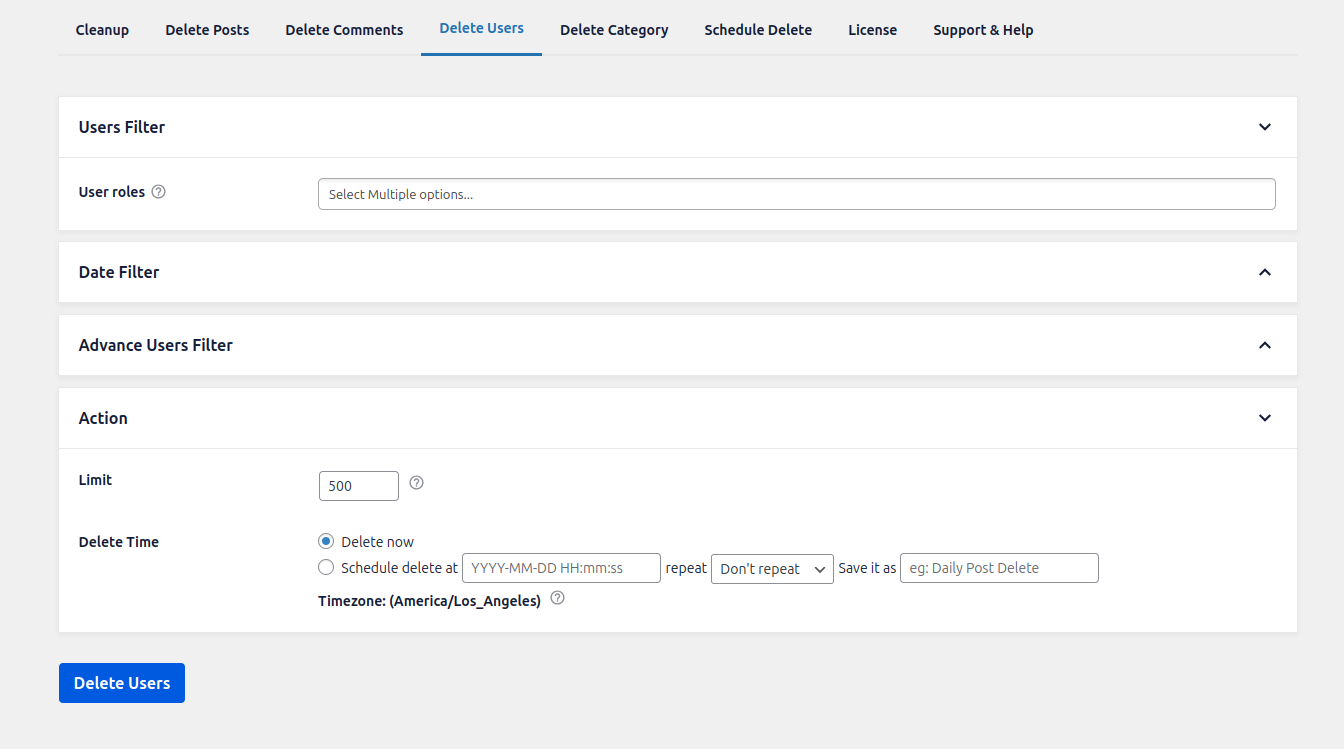 Cleanup Delete Posts Delete Comments Delete Users Delete Category Schedule Delete License Support & Help
Users Filter
User roles ? Select Multiple options...
Date Filter
Advance Users Filter
Action
Limit 500 ?
Delete Time Delete now
Schedule delete at YYYY-MM-DD HH:mm:ss repeat Don't repeat Save it as eg: Daily Post Delete
Timezone: (America/Los_Angeles) ?
Delete Users